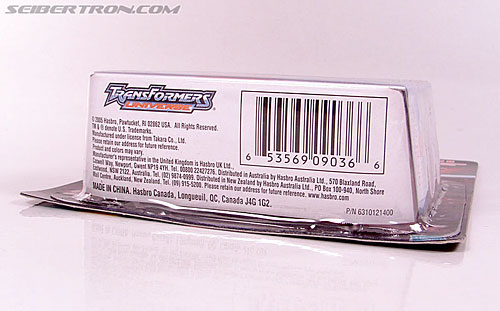 SEIBERTRON.COM
TRANSFORMERS
UNIVERSE
© 2005 Hasbro, Pawtucket, RI 02862 USA. All Rights Reserved.
TM & ® denote U.S. Trademarks.
Manufactured under license from Takara Co., Ltd.
Please retain our address for future reference.
Product and colors may vary.
Manufacturer's representative in the United Kingdom is Hasbro UK Ltd.,
Caswell Way, Newport, Gwent NP19 4YH. Tel: 00800 22427276. Distributed in Australia by Hasbro Australia Ltd., 570 Blaxland Road,
Eastwood, NSW 2122, Australia. Tel: (02) 9874-0999. Distributed in New Zealand by Hasbro Australia Ltd., PO Box 100-940, North Shore
Auckland, New Zealand. Tel: (09) 915-5200. Please retain our address for future reference. www.hasbro.com
MADE IN CHINA. Hasbro Canada, Longueuil, QC, Canada J4G 1G2.
6 53569 09036 6
P/N 6310121400